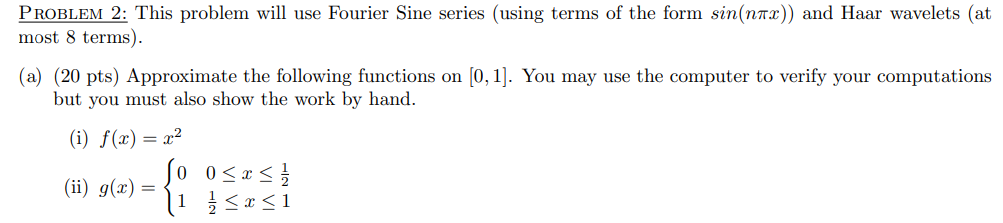 PROBLEM 2: This problem will use Fourier Sine series (using terms of the form sin(nπx)) and Haar wavelets (at
most 8 terms).
(a) (20 pts) Approximate the following functions on [0, 1]. You may use the computer to verify your computations
but you must also show the work by hand.
(i) f(x) = x²
(ii) g(x) = { 0 0 ≤ x ≤ 1/2
1 1/2 ≤ x ≤ 1